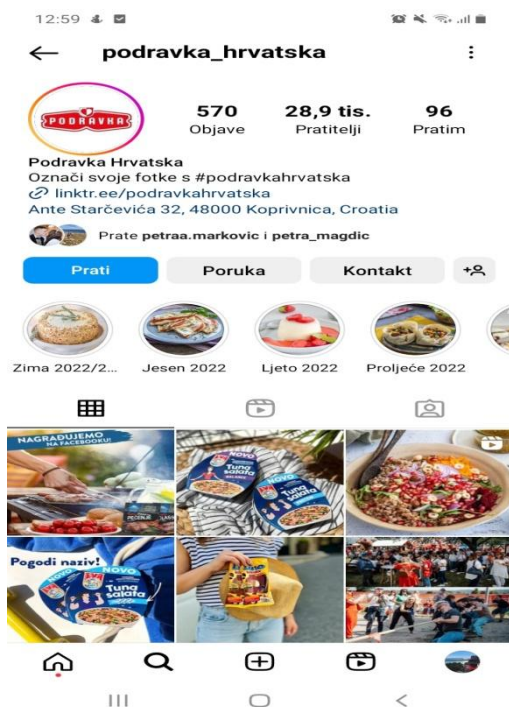 12:59
podravka_hrvatska
PODRAVKA
570 28,9 tis. 96
Objave Pratitelji Pratim
Podravka Hrvatska
Označi svoje fotke s #podravkahrvatska
linktr.ee/podravkahrvatska
Ante Starčevića 32, 48000 Koprivnica, Croatia
Prate petraa.markovic i petra_magdic
Prati Poruka Kontakt
Zima 2022/2... Jesen 2022 Ljeto 2022 Proljeće 2022
NAGRAĐUJEMO
NA FACEBOOKU!
NOVO
Tuna
salata
NOVO
Tuna
salata
Pogodi naziv!
NOVO
NOVO
Tuna
salata